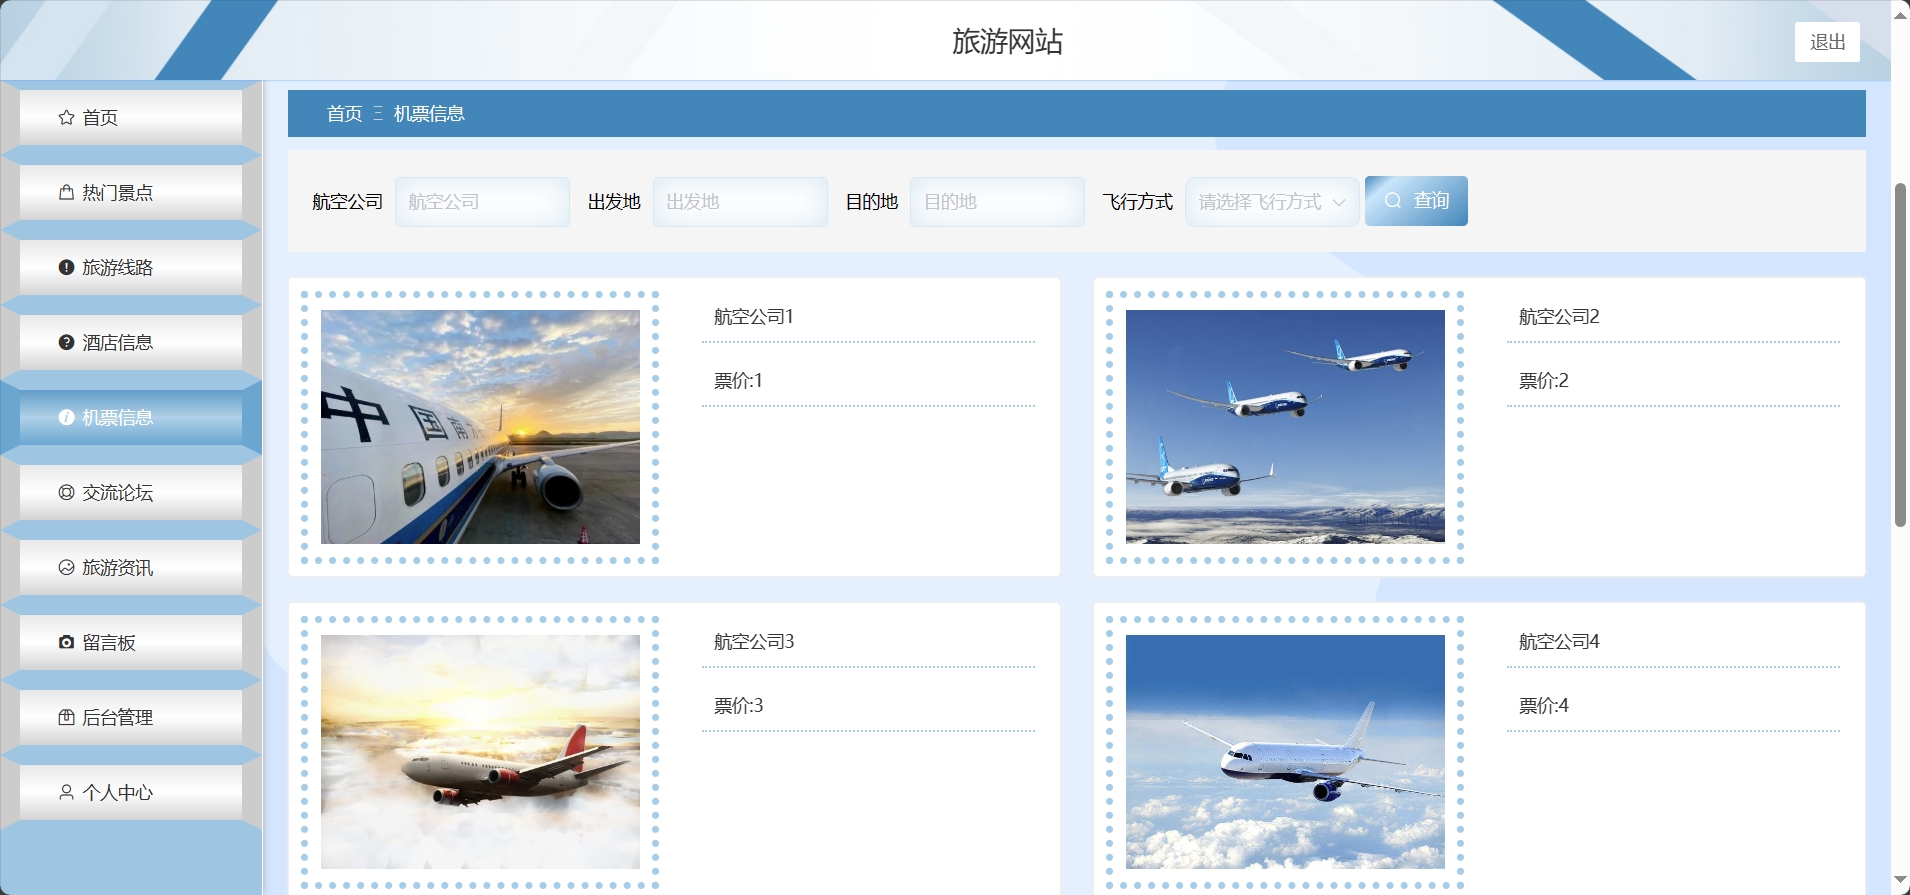 旅游网站
退出
首页
热门景点
旅游线路
酒店信息
机票信息
交流论坛
旅游资讯
留言板
后台管理
个人中心
首页 三 机票信息
航空公司 航空公司 出发地 出发地 目的地 目的地 飞行方式 请选择飞行方式 查询
中国南
航空公司1
票价:1
航空公司2
票价:2
航空公司3
票价:3
航空公司4
票价:4